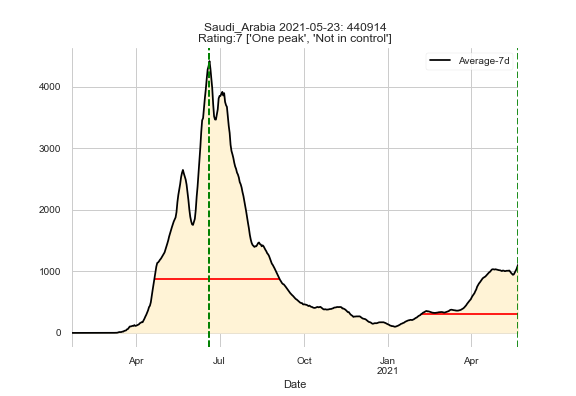 Saudi_Arabia 2021-05-23: 440914
Rating:7 ['One peak', 'Not in control']
Average-7d
4000
3000
2000
1000
0
Apr
Jul
Oct
Jan
2021
Apr
Date